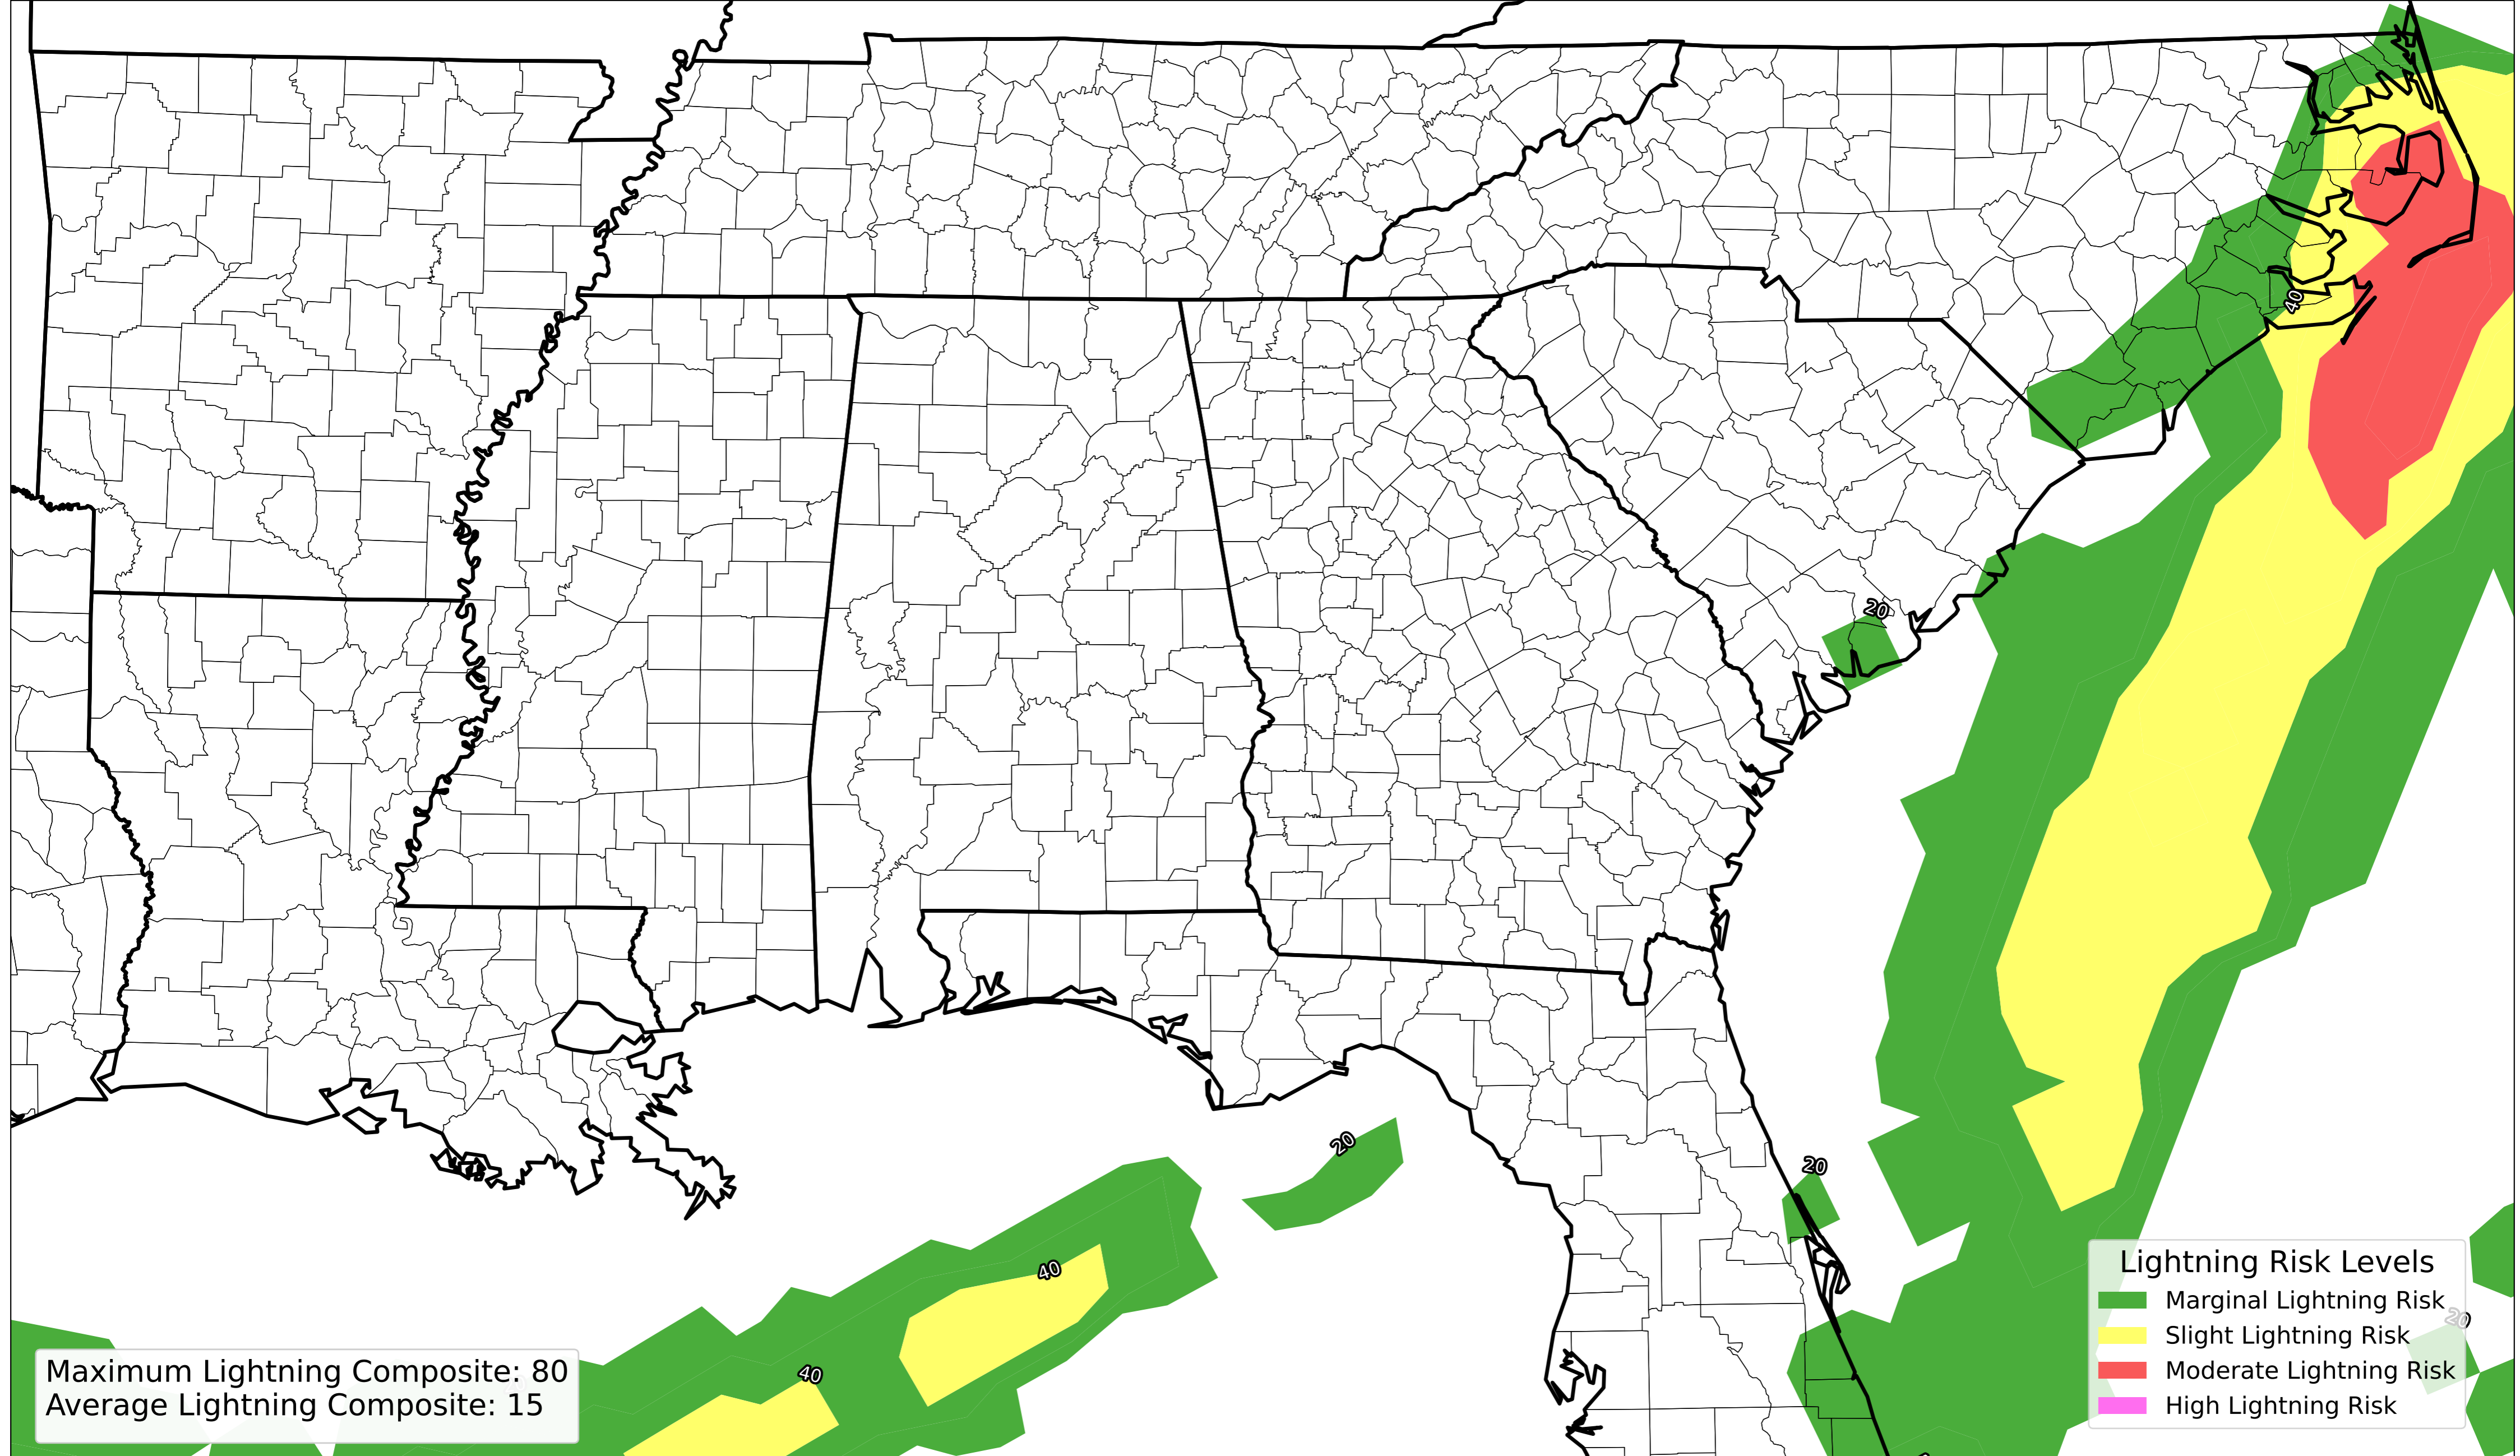 40
20
20
20
40
40
20
Maximum Lightning Composite: 80
Average Lightning Composite: 15
Lightning Risk Levels
Marginal Lightning Risk
Slight Lightning Risk
Moderate Lightning Risk
High Lightning Risk